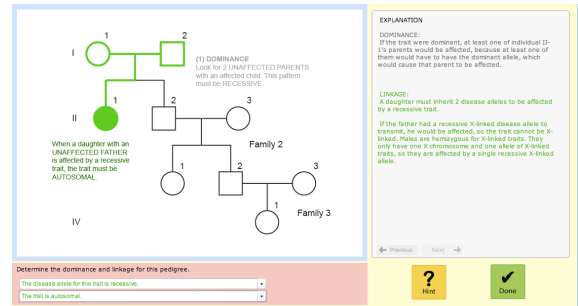 I
1
2
(1) DOMINANCE
Look for 2 UNAFFECTED PARENTS
with an affected child. This pattern
must be RECESSIVE.
II
1
2
3
When a daughter with an
UNAFFECTED FATHER
is affected by a recessive
trait, the trait must be
AUTOSOMAL.
Family 2
1
2
3
1
Family 3
IV
Determine the dominance and linkage for this pedigree.
The disease allele for this trait is recessive.
The trait is autosomal.
EXPLANATION
DOMINANCE:
If the trait were dominant, at least one of individual II-
1's parents would be affected, because at least one of
them would have to have the dominant allele, which
would cause that parent to be affected.
LINKAGE:
A daughter must inherit 2 disease alleles to be affected
by a recessive trait.
If the father had a recessive X-linked disease allele to
transmit, he would be affected, so the trait cannot be X-
linked. Males are hemizygous for X-linked traits. They
only have one X chromosome and one allele of X-linked
traits, so they are affected by a single recessive X-linked
allele.
Previous Next
?
Hint
Done